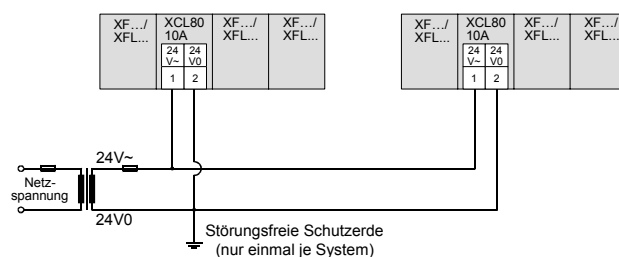 XF.../ XCL80 XF.../ XF.../
XFL... 10A XFL... XFL...
24 24
V~ V0
1 2
XF.../ XCL80 XF.../ XF.../
XFL... 10A XFL... XFL...
24 24
V~ V0
1 2
24V~
Netz-
spannung
24V0
Störungsfreie Schutzerde
(nur einmal je System)